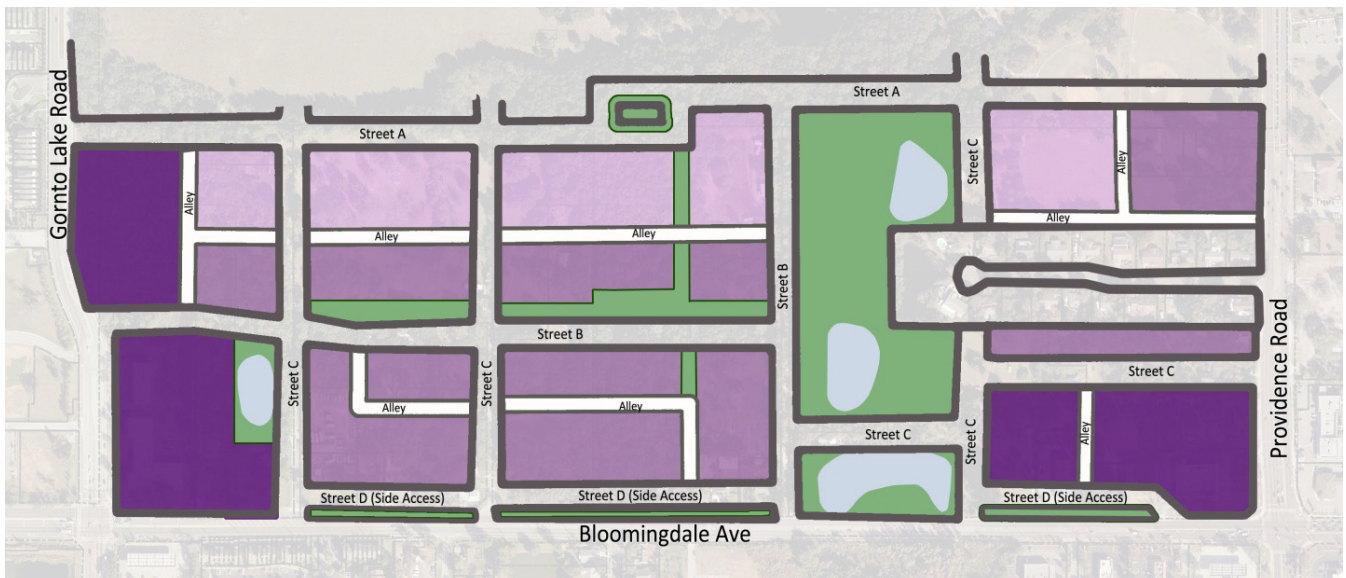 Street A
Street A
Gornto Lake Road
Street C
Alley
Alley
Alley
Alley
Alley
Street B
Street B
Providence Road
Street C
Street C
Street C
Alley
Alley
Alley
Street C
Street C
Street D (Side Access)
Street D (Side Access)
Street D (Side Access)
Bloomingdale Ave